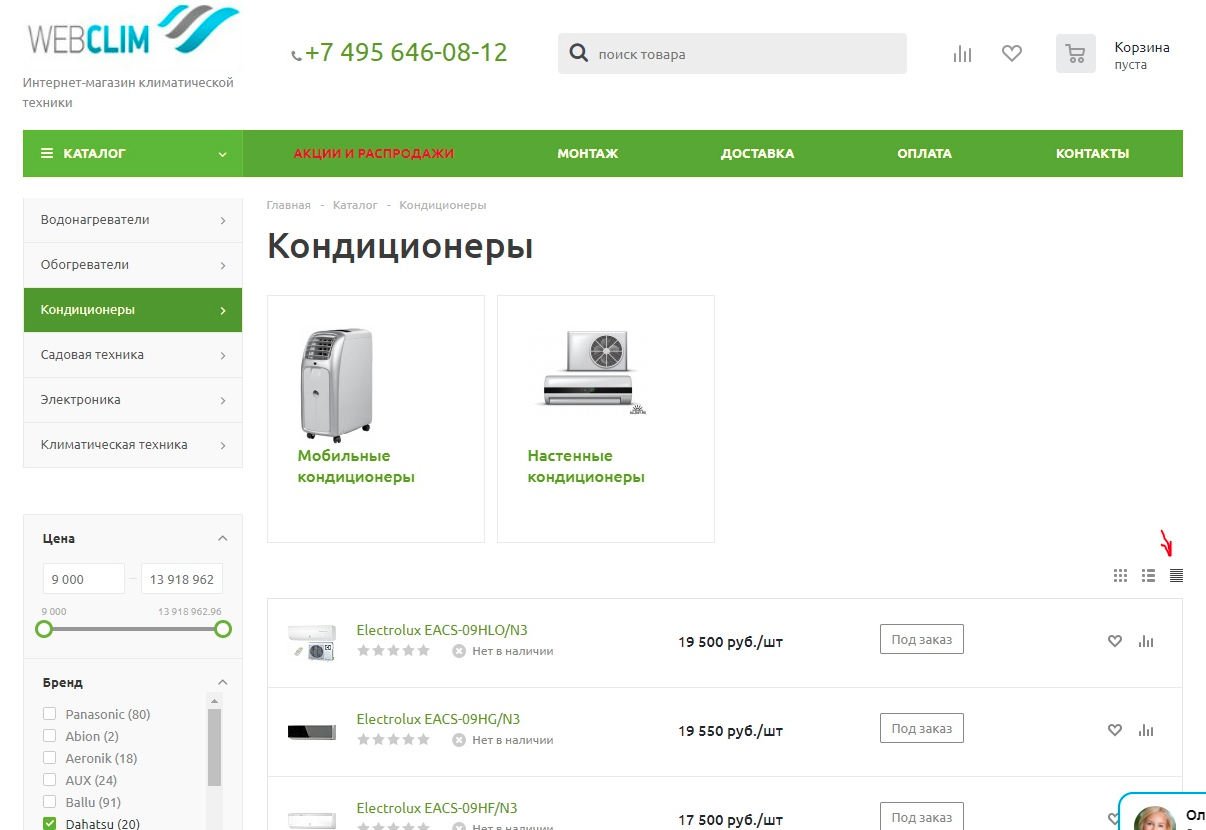 WEBCLIM
Интернет-магазин климатической
техники
+7 495 646-08-12
поиск товара
Корзина
пуста
КАТАЛОГ
АКЦИИ И РАСПРОДАЖИ
МОНТАЖ
ДОСТАВКА
ОПЛАТА
КОНТАКТЫ
Водонагреватели
Обогреватели
Кондиционеры
Садовая техника
Электроника
Климатическая техника
Главная - Каталог - Кондиционеры
Кондиционеры
Мобильные
кондиционеры
Настенные
кондиционеры
Цена
9 000 – 13 918 962
9 000 13 918 962.96
Бренд
Panasonic (80)
Abion (2)
Aeronik (18)
AUX (24)
Ballu (91)
Dahatsu (20)
Electrolux EACS-09HLO/N3
Нет в наличии
19 500 руб./шт
Под заказ
Electrolux EACS-09HG/N3
Нет в наличии
19 550 руб./шт
Под заказ
Electrolux EACS-09HF/N3
Нет в наличии
17 500 руб./шт
Под заказ
Ол